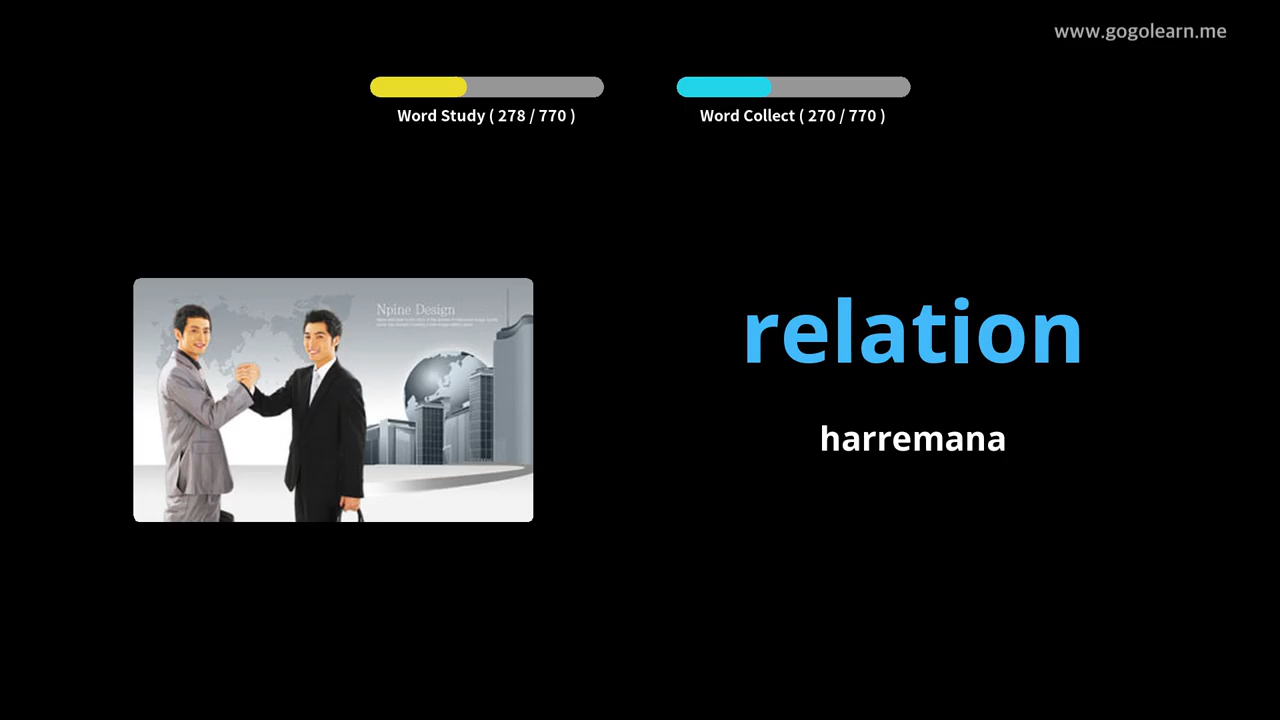 www.gogolearn.me
Word Study ( 278 / 770 )
Word Collect ( 270 / 770 )
Npine Design
relation
harremana